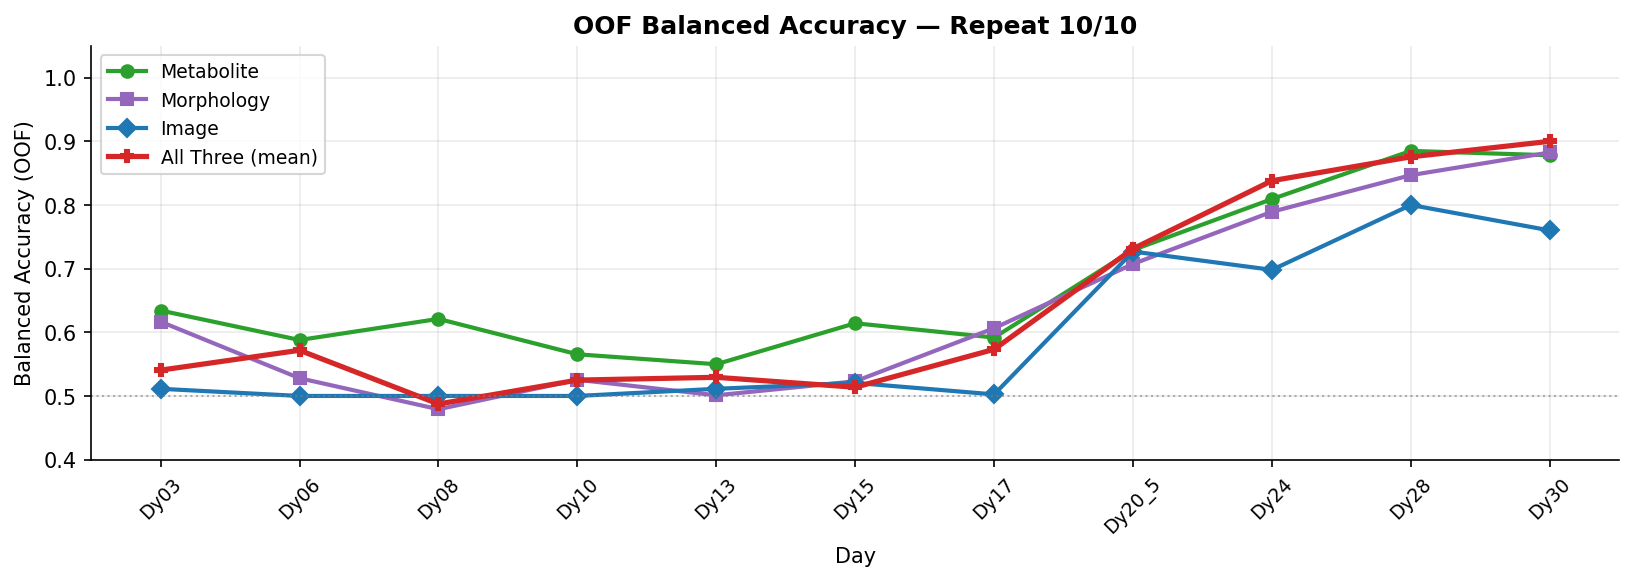 OOF Balanced Accuracy — Repeat 10/10
Metabolite
Morphology
Image
All Three (mean)
Balanced Accuracy (OOF)
1.0
0.9
0.8
0.7
0.6
0.5
0.4
Dy03
Dy06
Dy08
Dy10
Dy13
Dy15
Dy17
Dy20_5
Dy24
Dy28
Dy30
Day